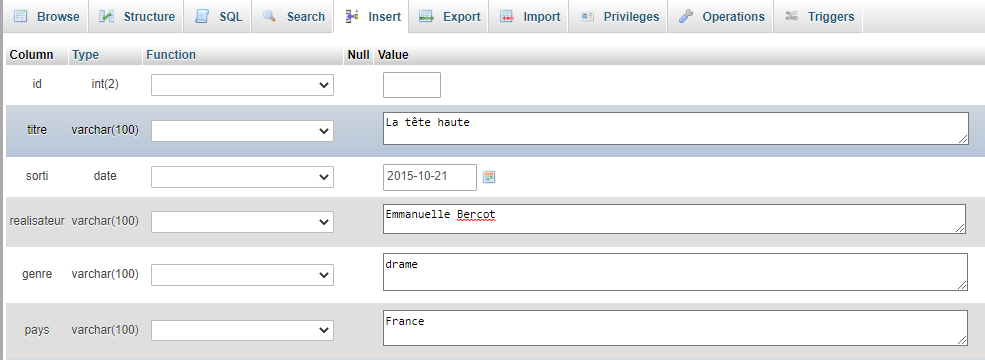 Browse Structure SQL Search Insert Export Import Privileges Operations Triggers
Column Type Function Null Value
id int(2)
titre varchar(100) La tête haute
sorti date 2015-10-21
realisateur varchar(100) Emmanuelle Bercot
genre varchar(100) drame
pays varchar(100) France